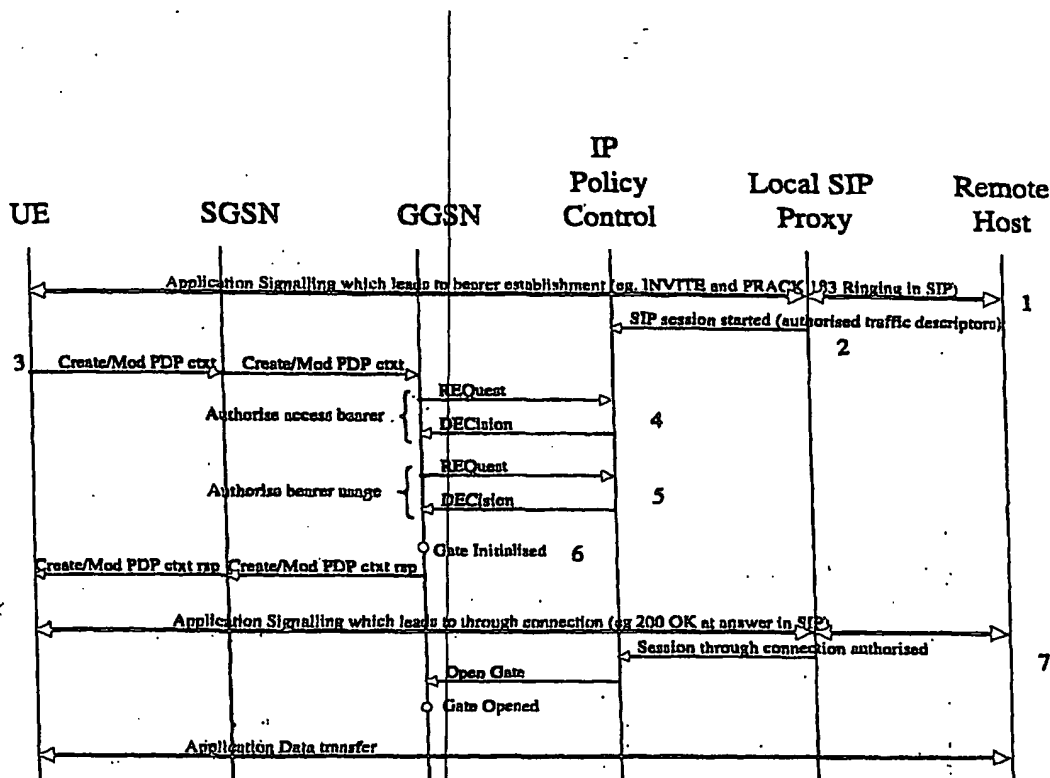 IP
Policy
Control
UE
SGSN
GGSN
Local SIP
Proxy
Remote
Host
Application Signalling which leads to bearer establishment (eg. INVITE and PRACK 183 Ringing in SIP)
1
SIP session started (authorised traffic descriptors)
2
3
Create/Mod PDP ctxt
Create/Mod PDP ctxt
REQuest
Authorise access bearer
4
DECision
REQuest
Authorise bearer usage
5
DECision
Gate Initialised
6
Create/Mod PDP ctxt rsp
Create/Mod PDP ctxt rsp
Application Signalling which leads to through connection (eg 200 OK at answer in SIP)
Session through connection authorised
7
Open Gate
Gate Opened
Application Data transfer